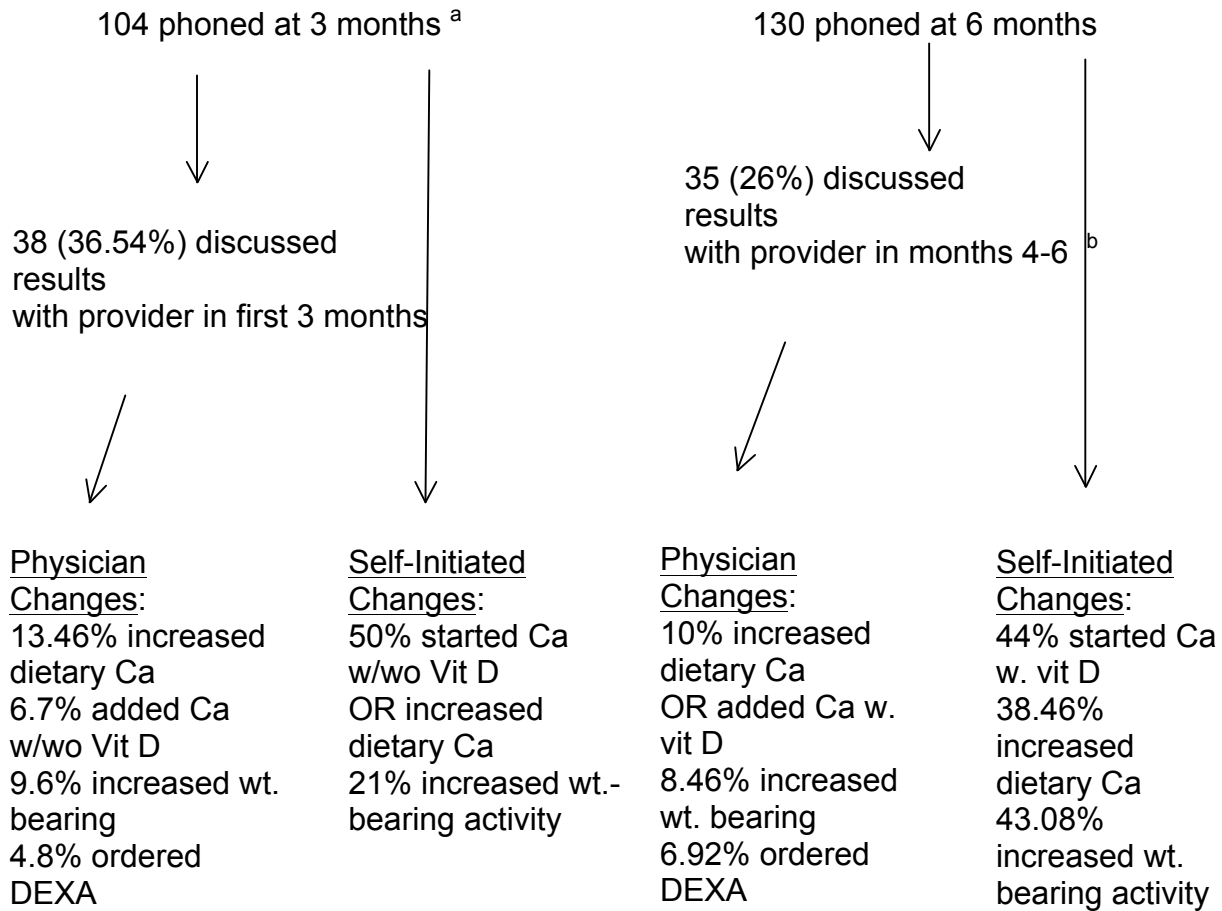 104 phoned at 3 months a
38 (36.54%) discussed
results
with provider in first 3 months
Physician
Changes:
13.46% increased
dietary Ca
6.7% added Ca
w/wo Vit D
9.6% increased wt.
bearing
4.8% ordered
DEXA
Self-Initiated
Changes:
50% started Ca
w/wo Vit D
OR increased
dietary Ca
21% increased wt.-
bearing activity
130 phoned at 6 months
35 (26%) discussed
results
with provider in months 4-6 b
Physician
Changes:
10% increased
dietary Ca
OR added Ca w.
vit D
8.46% increased
wt. bearing
6.92% ordered
DEXA
Self-Initiated
Changes:
44% started Ca
w. vit D
38.46%
increased
dietary Ca
43.08%
increased wt.
bearing activity